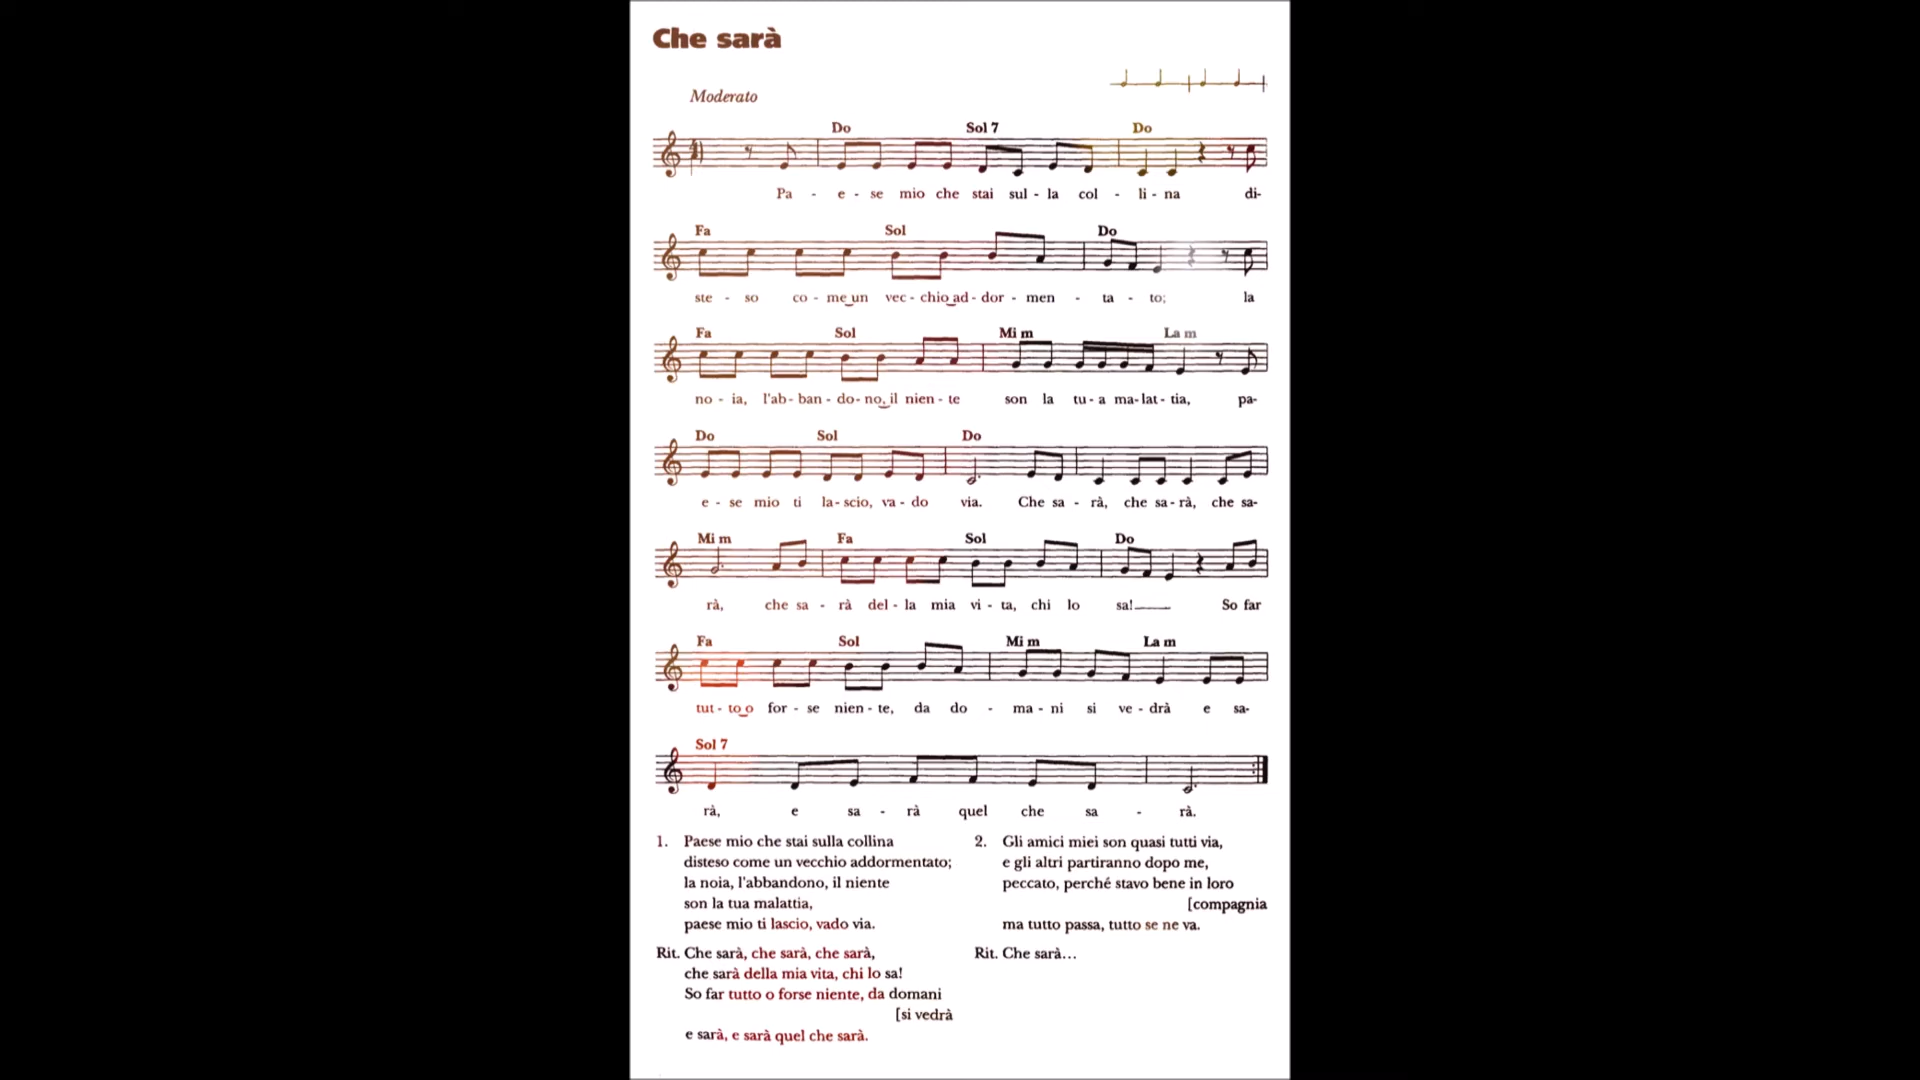 Che sarà
Moderato
Do Sol 7 Do
Pa - e - se mio che stai sul - la col - li - na di-
Fa Sol Do
ste - so co - me‿un vec - chio‿ad - dor - men - ta - to; la
Fa Sol Mi m La m
no - ia, l'ab - ban - do - no,‿il nien - te son la tu - a ma - lat - tia, pa-
Do Sol Do
e - se mio ti la - scio, va - do via. Che sa - rà, che sa - rà, che sa-
Mi m Fa Sol Do
rà, che sa - rà del - la mia vi - ta, chi lo sa! So far
Fa Sol Mi m La m
tut - to‿o for - se nien - te, da do - ma - ni si ve - drà e sa-
Sol 7
rà, e sa - rà quel che sa - rà.
1. Paese mio che stai sulla collina
disteso come un vecchio addormentato;
la noia, l'abbandono, il niente
son la tua malattia,
paese mio ti lascio, vado via.
Rit. Che sarà, che sarà, che sarà,
che sarà della mia vita, chi lo sa!
So far tutto o forse niente, da domani
[si vedrà
e sarà, e sarà quel che sarà.
2. Gli amici miei son quasi tutti via,
e gli altri partiranno dopo me,
peccato, perché stavo bene in loro
[compagnia
ma tutto passa, tutto se ne va.
Rit. Che sarà…